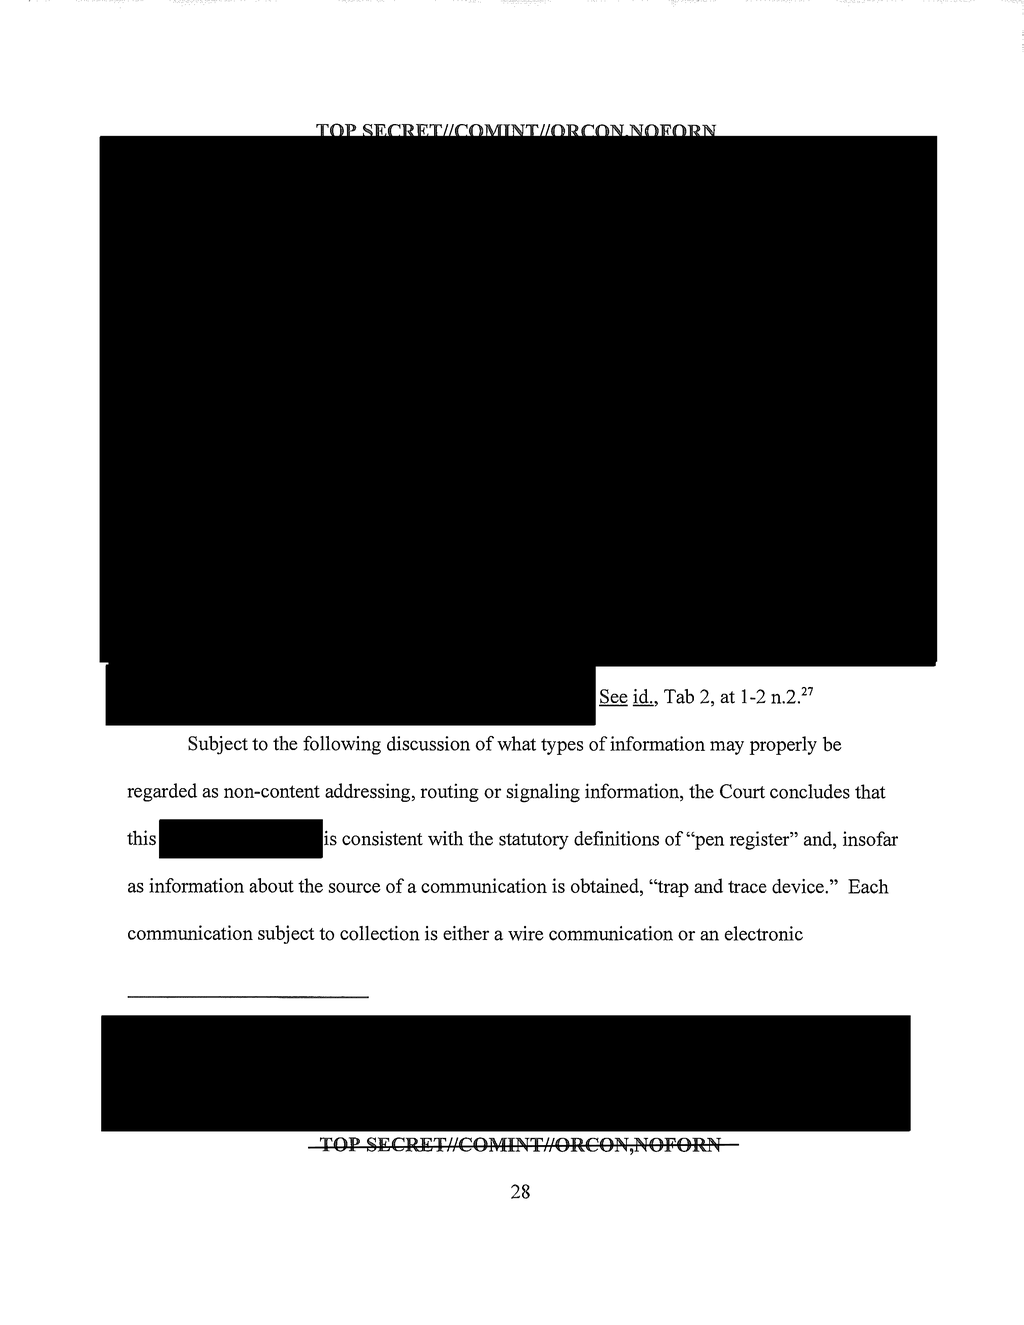 TOP SECRET//COMINT//ORCON,NOFORN
See id., Tab 2, at 1-2 n.2.27
Subject to the following discussion of what types of information may properly be
regarded as non-content addressing, routing or signaling information, the Court concludes that
this is consistent with the statutory definitions of “pen register” and, insofar
as information about the source of a communication is obtained, “trap and trace device.” Each
communication subject to collection is either a wire communication or an electronic
TOP SECRET//COMINT//ORCON,NOFORN
28